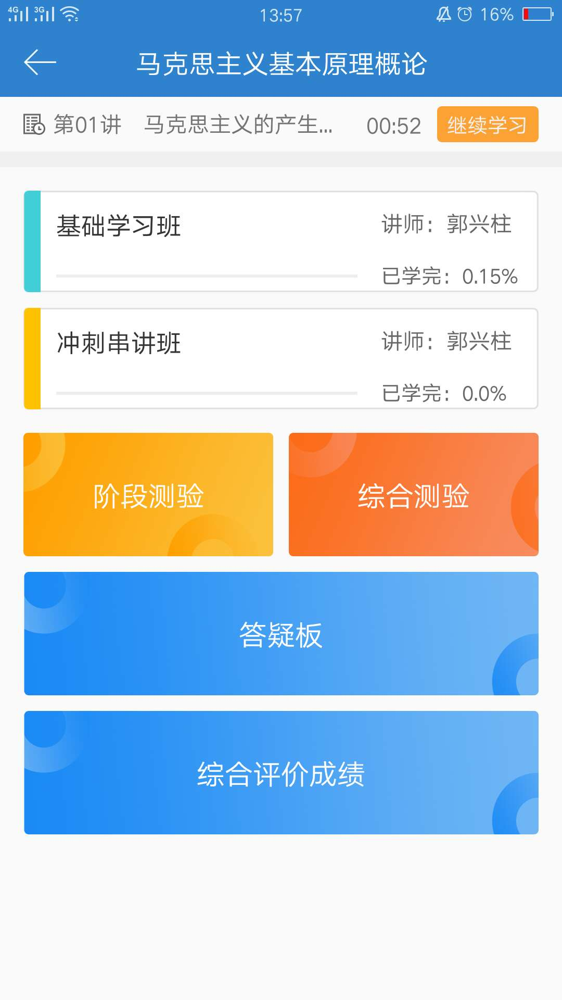 4G 3G 13:57 16%
马克思主义基本原理概论
第01讲 马克思主义的产生... 00:52 继续学习
基础学习班 讲师：郭兴柱
已学完：0.15%
冲刺串讲班 讲师：郭兴柱
已学完：0.0%
阶段测验 综合测验
答疑板
综合评价成绩